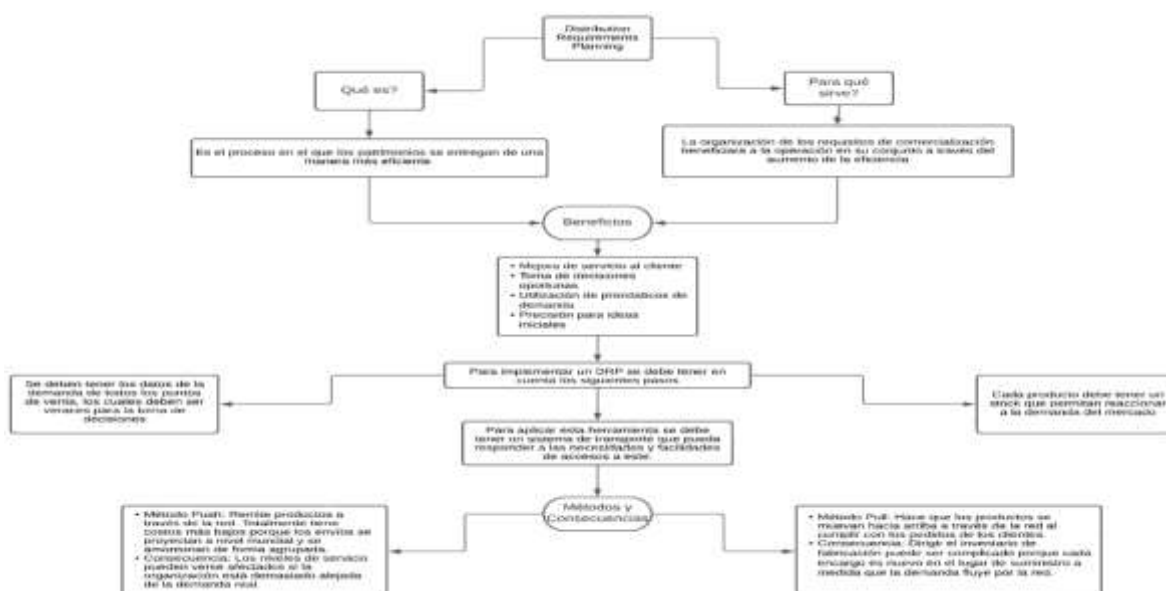 Distribution
Requirements
Planning
Qué es?
Para qué
sirve?
Es el proceso en el que los patrimonios se entregan de una
manera más eficiente
La organización de los requisitos de comercialización
beneficiara a la operación en su conjunto a través del
aumento de la eficiencia
Beneficios
• Mejora de servicio al cliente
• Toma de decisiones
oportunas
• Utilización de pronósticos de
demanda
• Precisión para ideas
iniciales
Para implementar un DRP se debe tener en
cuenta los siguientes pasos
Se deben tener los datos de la
demanda de todos los puntos
de venta, los cuales deben ser
veraces para la toma de
decisiones
Cada producto debe tener un
stock que permitan reaccionar
a la demanda del mercado
Para aplicar esta herramienta se debe
tener un sistema de transporte que pueda
responder a las necesidades y facilidades
de accesos a este.
Métodos y
Consecuencias
• Método Push: Remite productos a
través de la red. Totalmente tiene
costos más bajos porque los envíos se
proyectan a nivel mundial y se
de forma agrupada.
• Consecuencia: Los niveles de servicio
pueden verse afectados si la
organización está demasiado alejada
de la demanda real
• Método Pull: Hace que los productos se
muevan hacia arriba a través de la red al
cumplir con los pedidos de los clientes.
• Consecuencia: Dirigir el inventario de
fabricación puede ser complicado porque cada
encargo es nuevo en el lugar de suministro a
medida que la demanda fluye por la red.